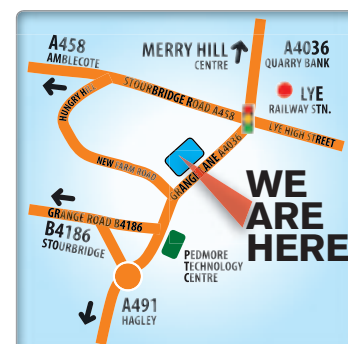 A458
AMBLECOTE
MERRY HILL
CENTRE
A4036
QUARRY BANK
LYE
RAILWAY STN.
STOURBRIDGE ROAD A458
LYE HIGH STREET
HUNGRY HILL
NEW FARM ROAD
GRANGE LANE A4036
WE
ARE
HERE
GRANGE ROAD B4186
B4186
STOURBRIDGE
PEDMORE
TECHNOLOGY
CENTRE
A491
HAGLEY